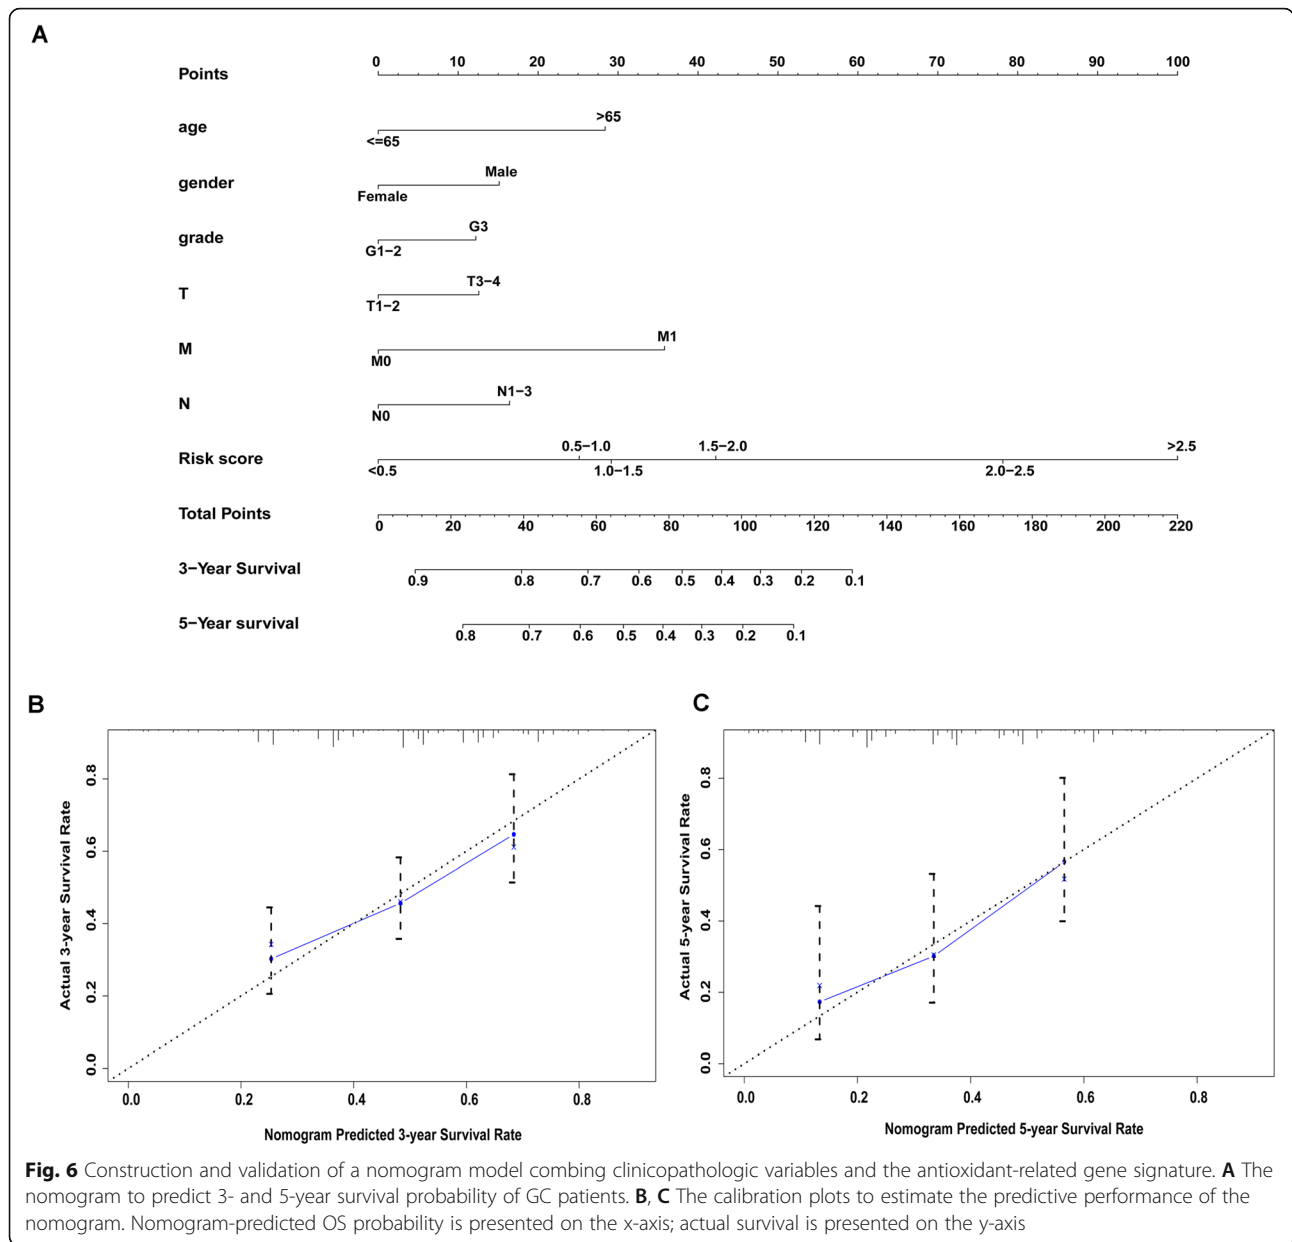 A
Points 0 10 20 30 40 50 60 70 80 90 100
age <=65 >65
gender Female Male
grade G1−2 G3
T T1−2 T3−4
M M0 M1
N N0 N1−3
Risk score <0.5 0.5−1.0 1.0−1.5 1.5−2.0 2.0−2.5 >2.5
Total Points 0 20 40 60 80 100 120 140 160 180 200 220
3−Year Survival 0.9 0.8 0.7 0.6 0.5 0.4 0.3 0.2 0.1
5−Year survival 0.8 0.7 0.6 0.5 0.4 0.3 0.2 0.1
B
Actual 3-year Survival Rate
0.8
0.6
0.4
0.2
0.0
0.0 0.2 0.4 0.6 0.8
Nomogram Predicted 3-year Survival Rate
C
Actual 5-year Survival Rate
0.8
0.6
0.4
0.2
0.0
0.0 0.2 0.4 0.6 0.8
Nomogram Predicted 5-year Survival Rate
Fig. 6 Construction and validation of a nomogram model combing clinicopathologic variables and the antioxidant-related gene signature. A The
nomogram to predict 3- and 5-year survival probability of GC patients. B, C The calibration plots to estimate the predictive performance of the
nomogram. Nomogram-predicted OS probability is presented on the x-axis; actual survival is presented on the y-axis